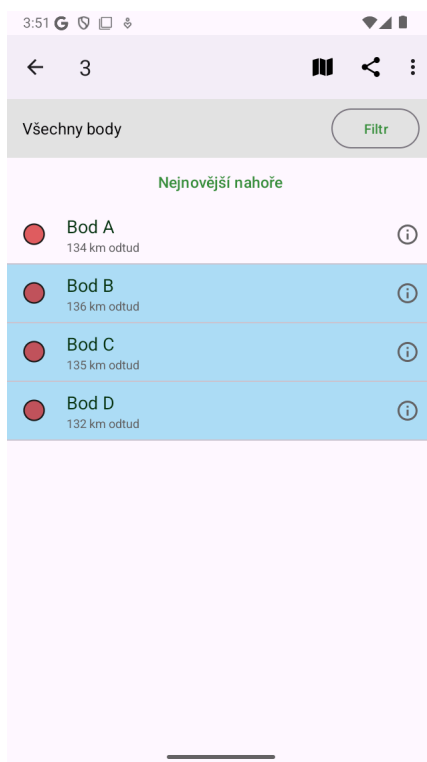 3:51
3
Všechny body
Filtr
Nejnovější nahoře
Bod A
134 km odtud
Bod B
136 km odtud
Bod C
135 km odtud
Bod D
132 km odtud